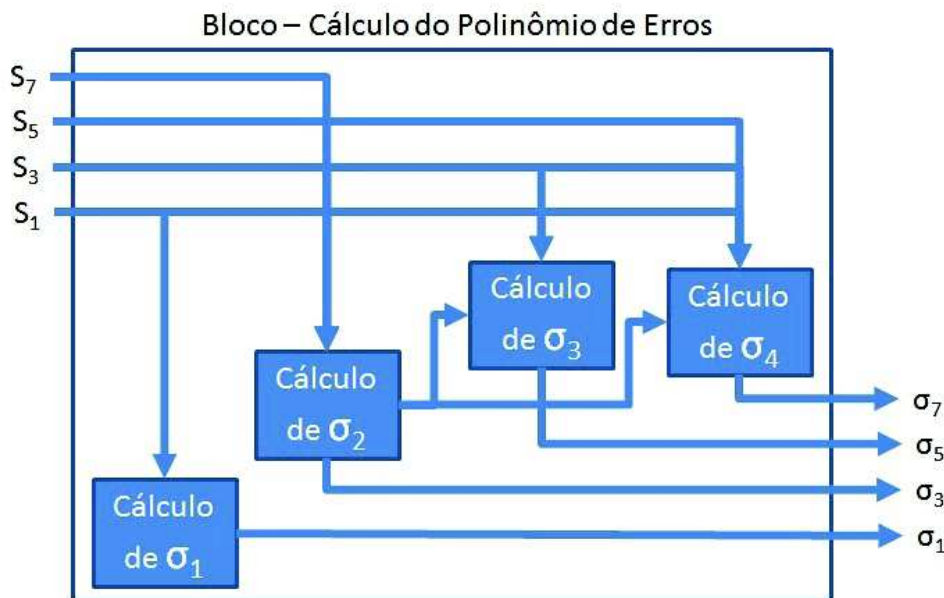 Bloco – Cálculo do Polinômio de Erros
S₇
S₅
S₃
S₁
Cálculo
de σ₃
Cálculo
de σ₄
Cálculo
de σ₂
Cálculo
de σ₁
σ₇
σ₅
σ₃
σ₁